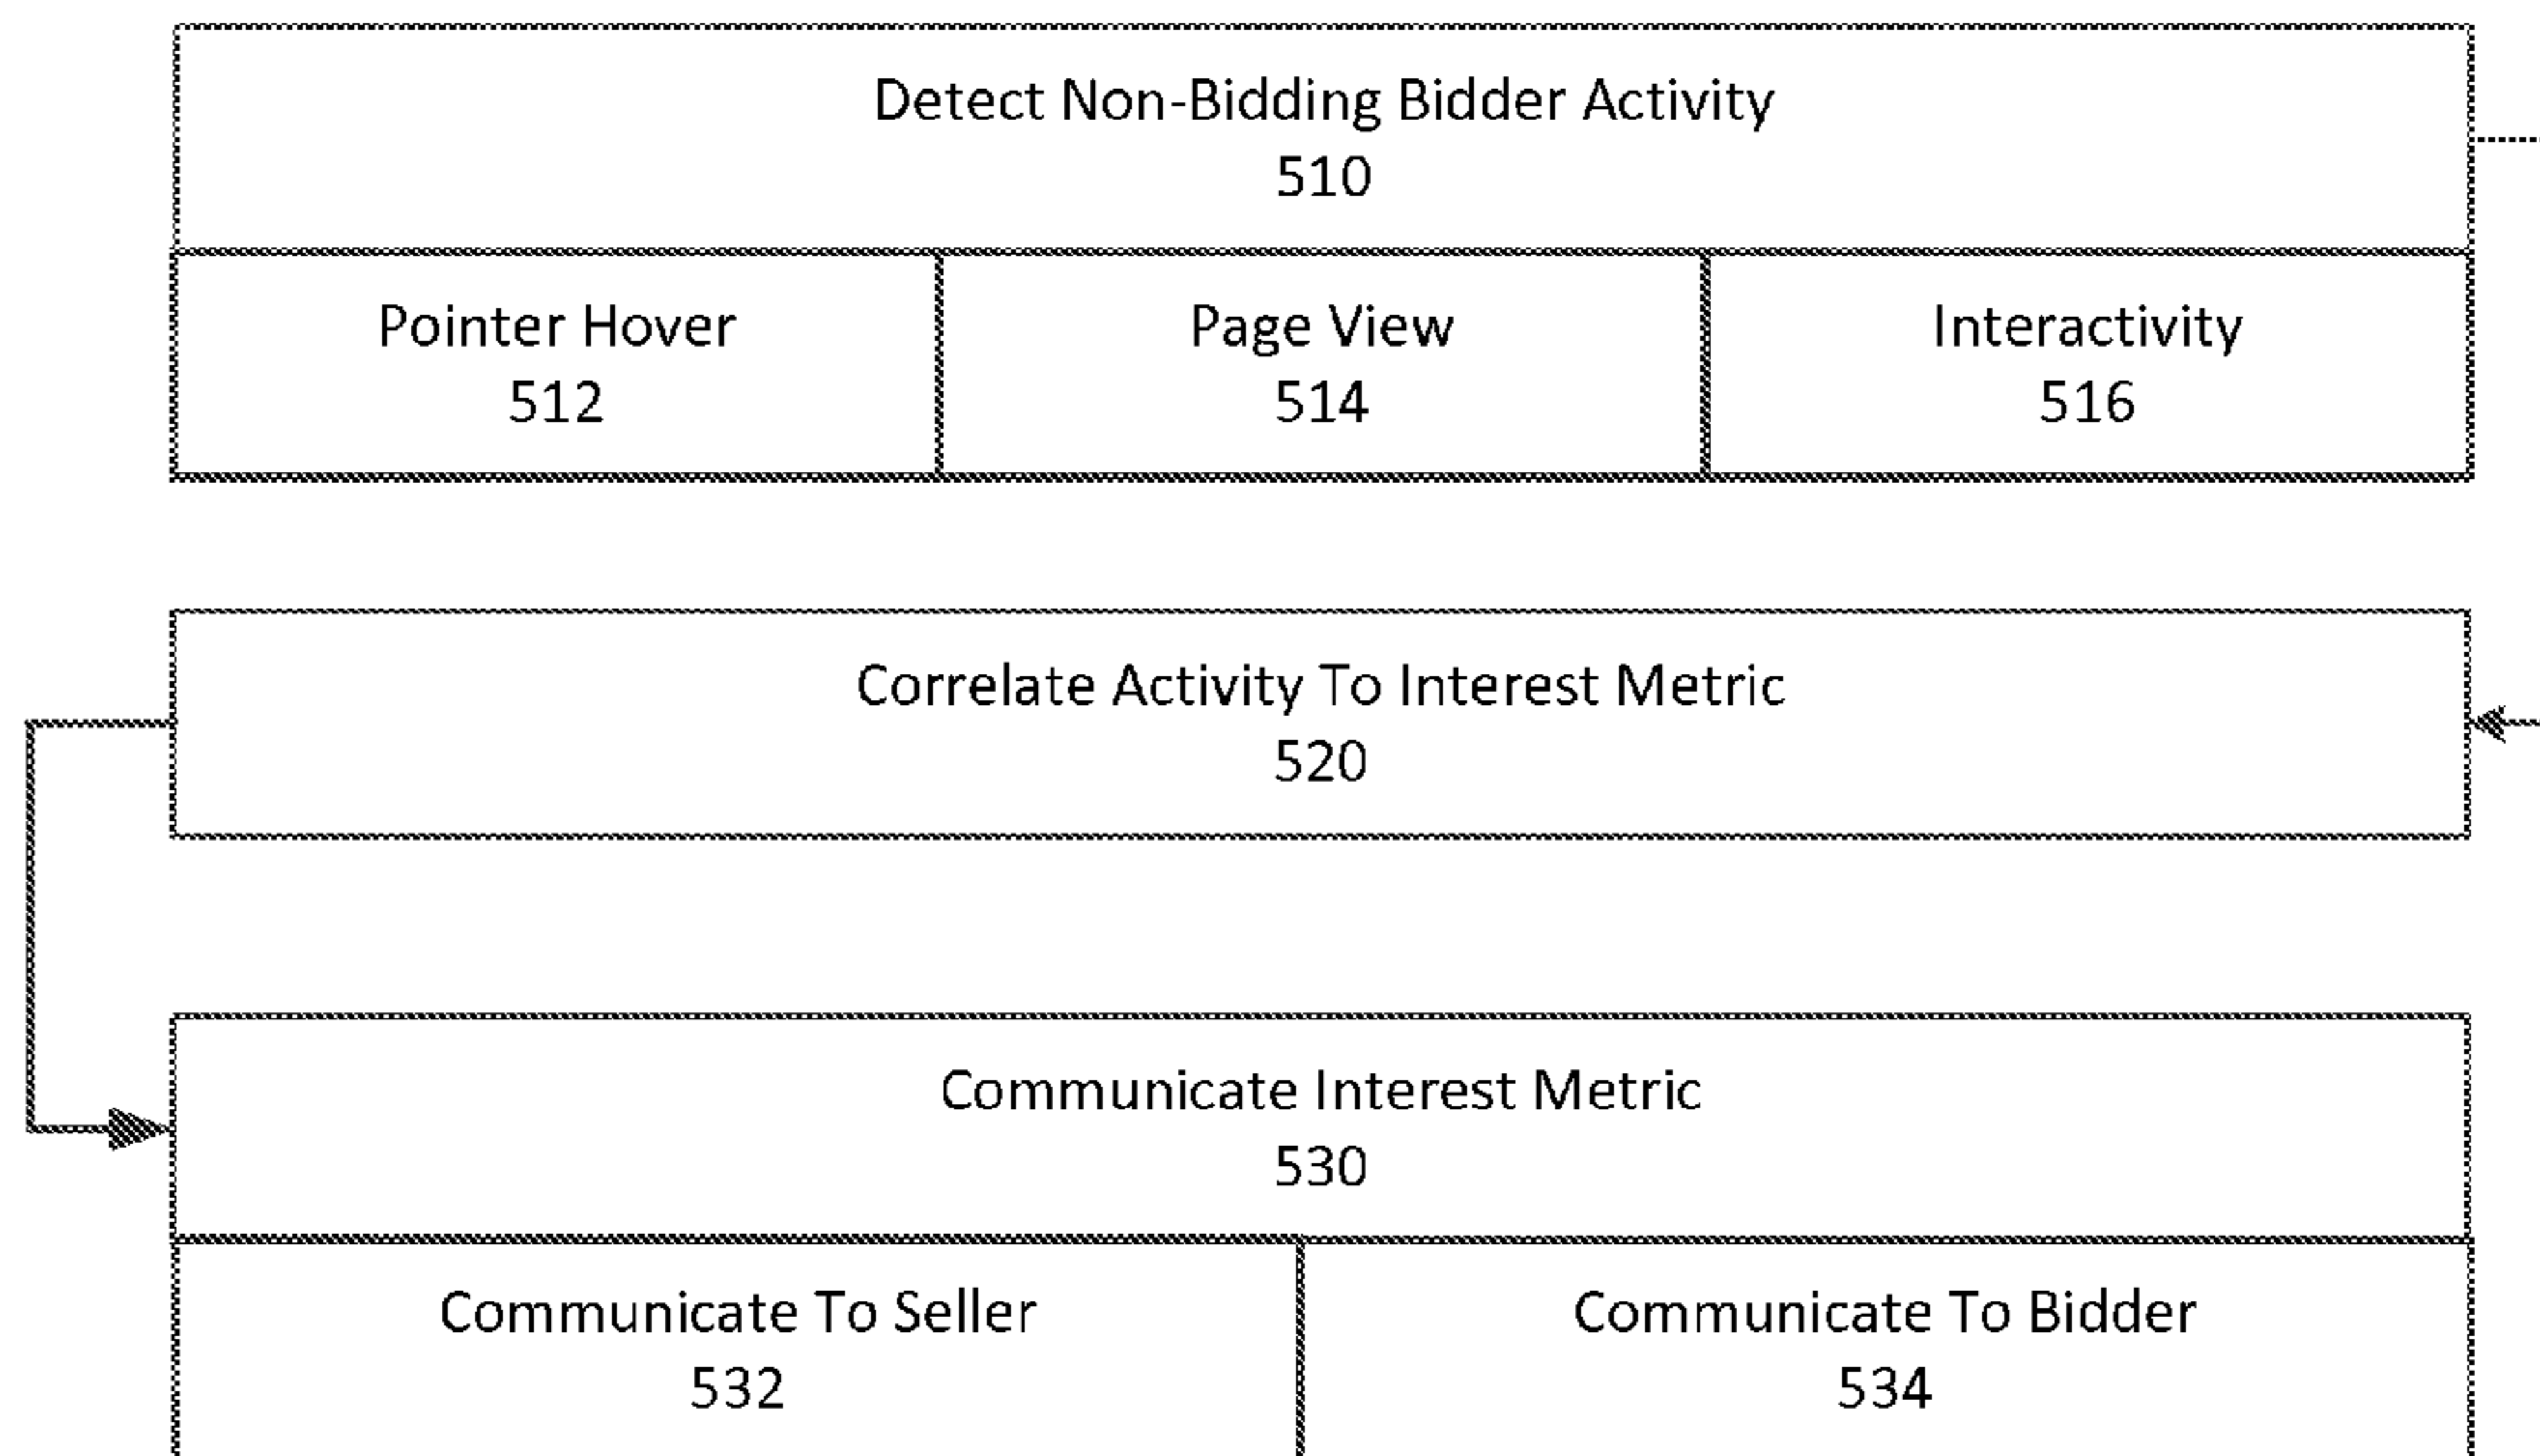 Detect Non-Bidding Bidder Activity
510
Pointer Hover
512
Page View
514
Interactivity
516
Correlate Activity To Interest Metric
520
Communicate Interest Metric
530
Communicate To Seller
532
Communicate To Bidder
534